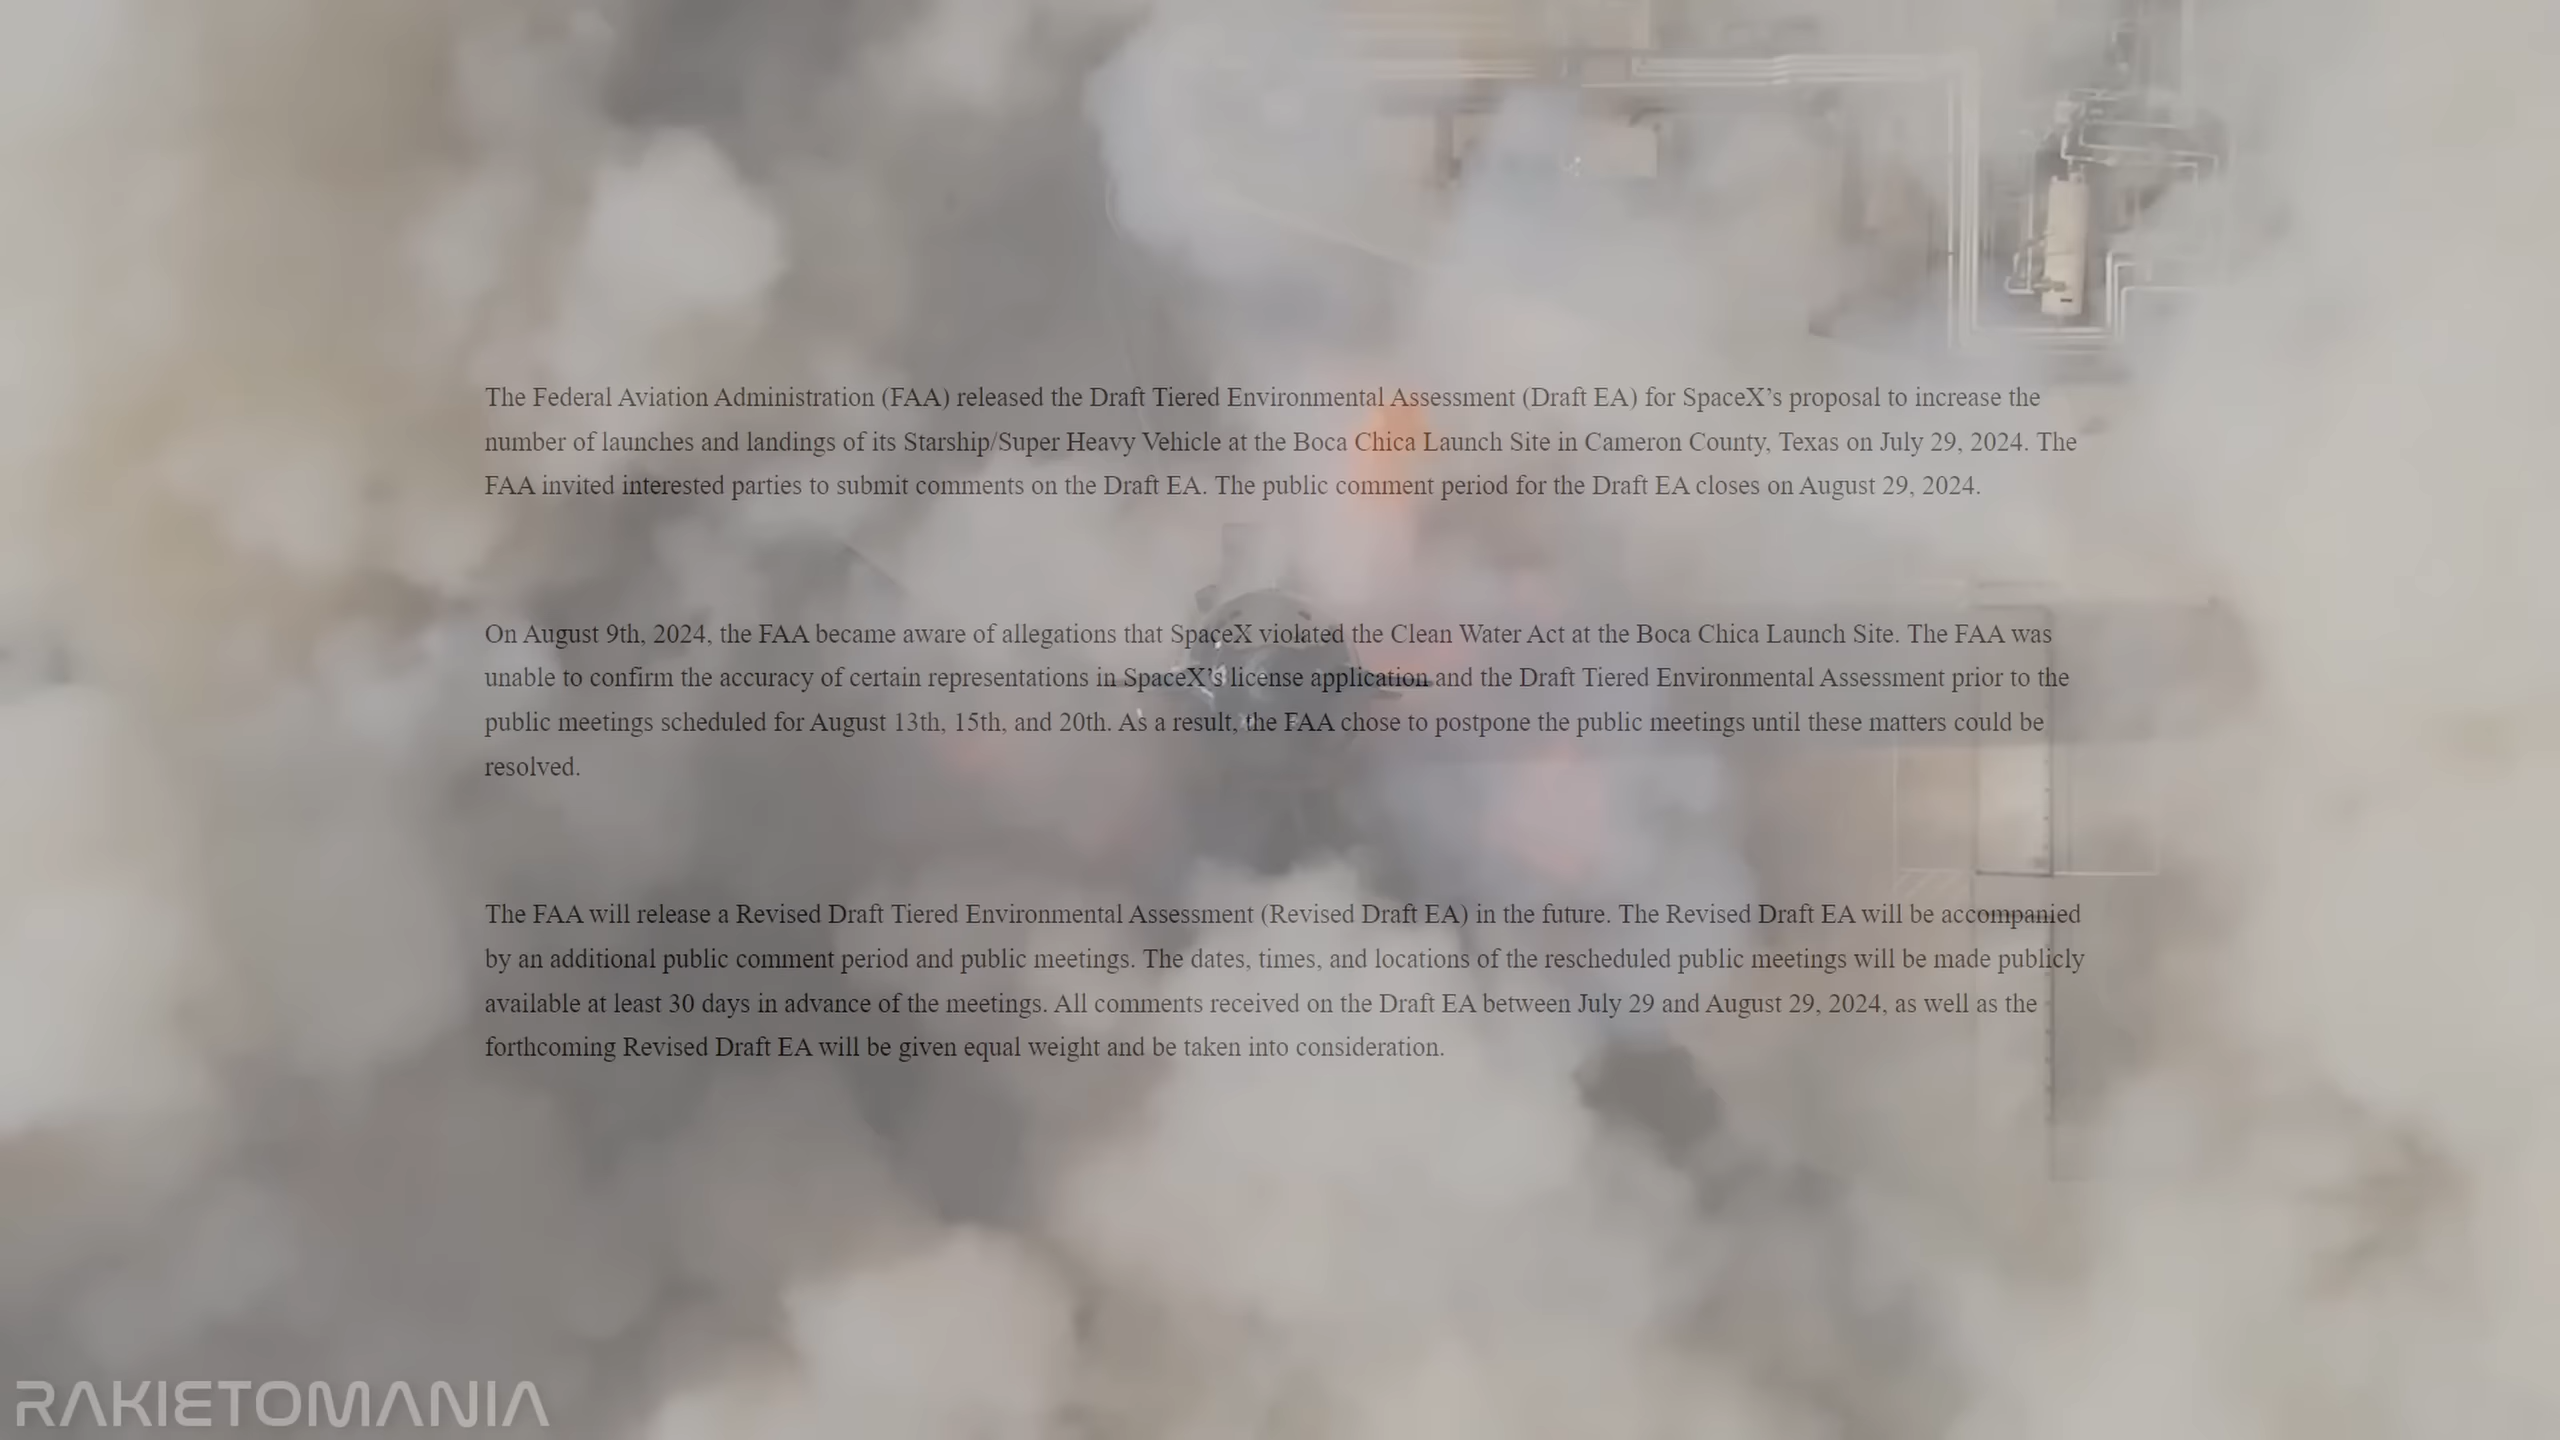 The Federal Aviation Administration (FAA) released the Draft Tiered Environmental Assessment (Draft EA) for SpaceX’s proposal to increase the
number of launches and landings of its Starship/Super Heavy Vehicle at the Boca Chica Launch Site in Cameron County, Texas on July 29, 2024. The
FAA invited interested parties to submit comments on the Draft EA. The public comment period for the Draft EA closes on August 29, 2024.
On August 9th, 2024, the FAA became aware of allegations that SpaceX violated the Clean Water Act at the Boca Chica Launch Site. The FAA was
unable to confirm the accuracy of certain representations in SpaceX’s license application and the Draft Tiered Environmental Assessment prior to the
public meetings scheduled for August 13th, 15th, and 20th. As a result, the FAA chose to postpone the public meetings until these matters could be
resolved.
The FAA will release a Revised Draft Tiered Environmental Assessment (Revised Draft EA) in the future. The Revised Draft EA will be accompanied
by an additional public comment period and public meetings. The dates, times, and locations of the rescheduled public meetings will be made publicly
available at least 30 days in advance of the meetings. All comments received on the Draft EA between July 29 and August 29, 2024, as well as the
forthcoming Revised Draft EA will be given equal weight and be taken into consideration.
RAKIETOMANIA